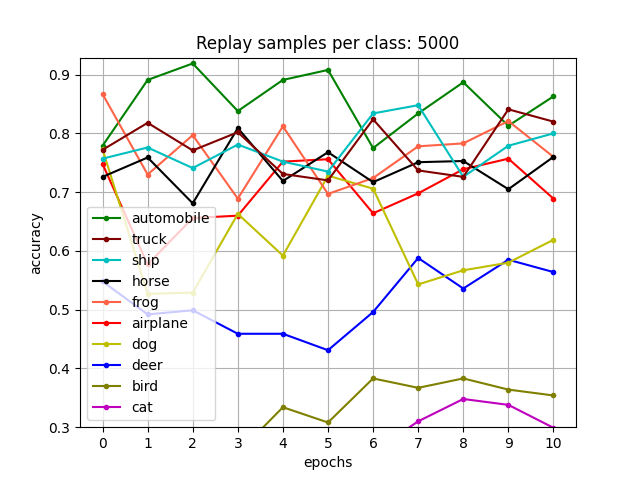 Replay samples per class: 5000
accuracy
0.9
0.8
0.7
0.6
0.5
0.4
0.3
automobile
truck
ship
horse
frog
airplane
dog
deer
bird
cat
0 1 2 3 4 5 6 7 8 9 10
epochs